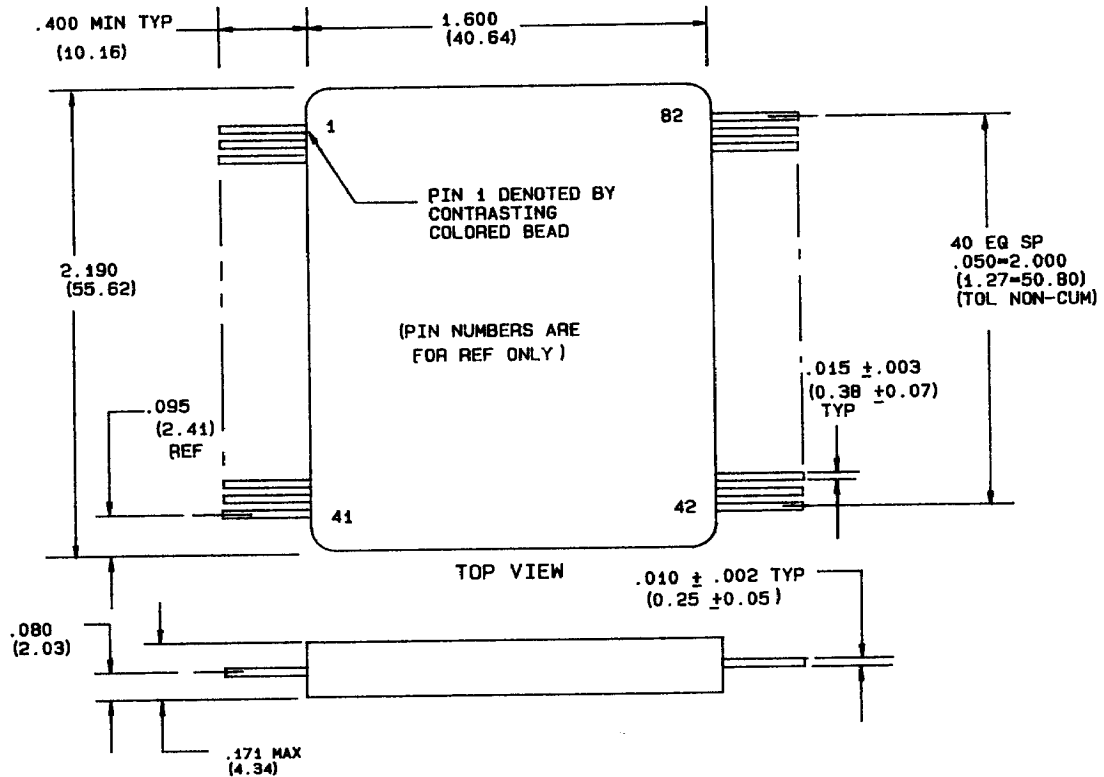 .400 MIN TYP
(10.16)
1.600
(40.64)
1
82
PIN 1 DENOTED BY
CONTRASTING
COLORED BEAD
2.190
(55.62)
40 EQ SP
.050=2.000
(1.27=50.80)
(TOL NON-CUM)
(PIN NUMBERS ARE
FOR REF ONLY)
.015 ±.003
(0.38 ±0.07)
TYP
.095
(2.41)
REF
41
42
TOP VIEW
.010 ± .002 TYP
(0.25 ±0.05)
.080
(2.03)
.171 MAX
(4.34)